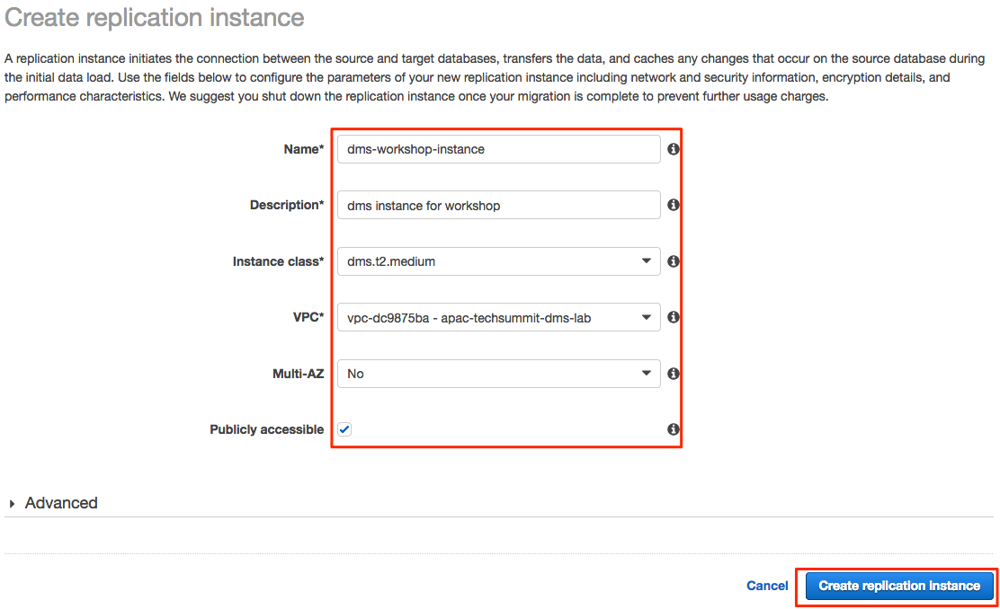 Create replication instance
A replication instance initiates the connection between the source and target databases, transfers the data, and caches any changes that occur on the source database during
the initial data load. Use the fields below to configure the parameters of your new replication instance including network and security information, encryption details, and
performance characteristics. We suggest you shut down the replication instance once your migration is complete to prevent further usage charges.
Name* dms-workshop-instance
Description* dms instance for workshop
Instance class* dms.t2.medium
VPC* vpc-dc9875ba - apac-techsummit-dms-lab
Multi-AZ No
Publicly accessible
Advanced
Cancel Create replication instance